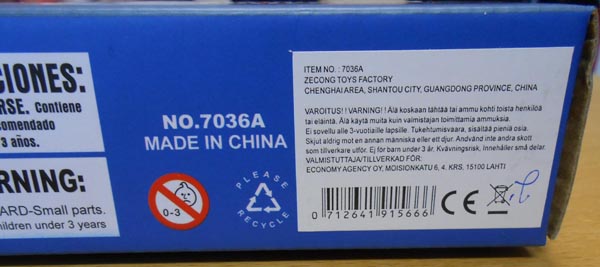 CIONES:
RSE. Contiene
comendado
3 años.
RNING:
ARD-Small parts.
hildren under 3 years
NO.7036A
MADE IN CHINA
0-3
PLEASE
RECYCLE
ITEM NO. : 7036A
ZECONG TOYS FACTORY
CHENGHAI AREA, SHANTOU CITY, GUANGDONG PROVINCE, CHINA
VAROITUS! ! VARNING! ! Älä koskaan tähtää tai ammu kohti toista henkilöä
tai eläintä. Älä käytä muita kuin valmistajan toimittamia ammuksia.
Ei sovellu alle 3-vuotiaille lapsille. Tukehtumisvaara, sisältää pieniä osia.
Skjut aldrig mot en annan människa eller ett djur. Använd inte andra skott
som tillverkare utför. Ej för barn under 3 år. Kvävningsrisk, Innehåller små delar.
VALMISTUTTAJA/TILLVERKAD FÖR:
ECONOMY AGENCY OY, MOISIONKATU 6, 4. KRS, 15100 LAHTI
0 712641 915666
CE